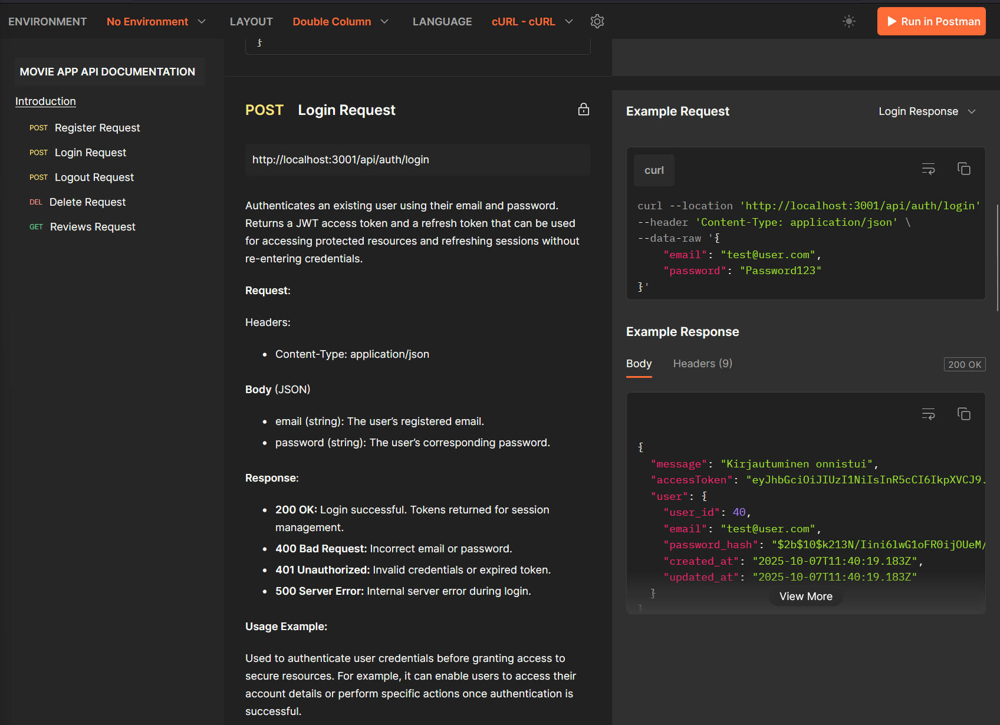 ENVIRONMENT No Environment LAYOUT Double Column LANGUAGE cURL - cURL Run in Postman
MOVIE APP API DOCUMENTATION
Introduction
POST Register Request
POST Login Request
POST Logout Request
DEL Delete Request
GET Reviews Request
}
POST Login Request
http://localhost:3001/api/auth/login
Authenticates an existing user using their email and password.
Returns a JWT access token and a refresh token that can be used
for accessing protected resources and refreshing sessions without
re-entering credentials.
Request:
Headers:
• Content-Type: application/json
Body (JSON)
• email (string): The user’s registered email.
• password (string): The user’s corresponding password.
Response:
• 200 OK: Login successful. Tokens returned for session
management.
• 400 Bad Request: Incorrect email or password.
• 401 Unauthorized: Invalid credentials or expired token.
• 500 Server Error: Internal server error during login.
Usage Example:
Used to authenticate user credentials before granting access to
secure resources. For example, it can enable users to access their
account details or perform specific actions once authentication is
successful.
Example Request Login Response
curl
curl --location 'http://localhost:3001/api/auth/login'
--header 'Content-Type: application/json' \
--data-raw '{
"email": "test@user.com",
"password": "Password123"
}'
Example Response
Body Headers (9) 200 OK
{
"message": "Kirjautuminen onnistui",
"accessToken": "eyJhbGciOiJIUzI1NiIsInR5cCI6IkpXVCJ9.
"user": {
"user_id": 40,
"email": "test@user.com",
"password_hash": "$2b$10$k213N/Iini6lwG1oFR0ijOUeM/
"created_at": "2025-10-07T11:40:19.183Z",
"updated_at": "2025-10-07T11:40:19.183Z"
}
View More
}